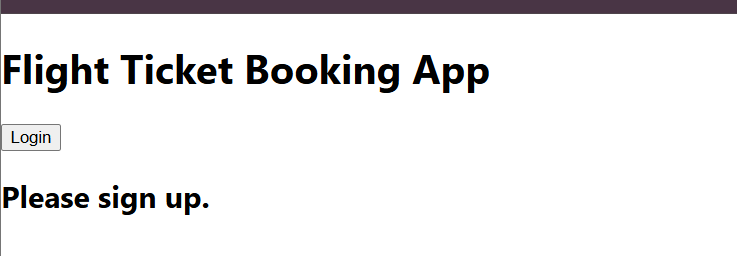 Flight Ticket Booking App
Login
Please sign up.